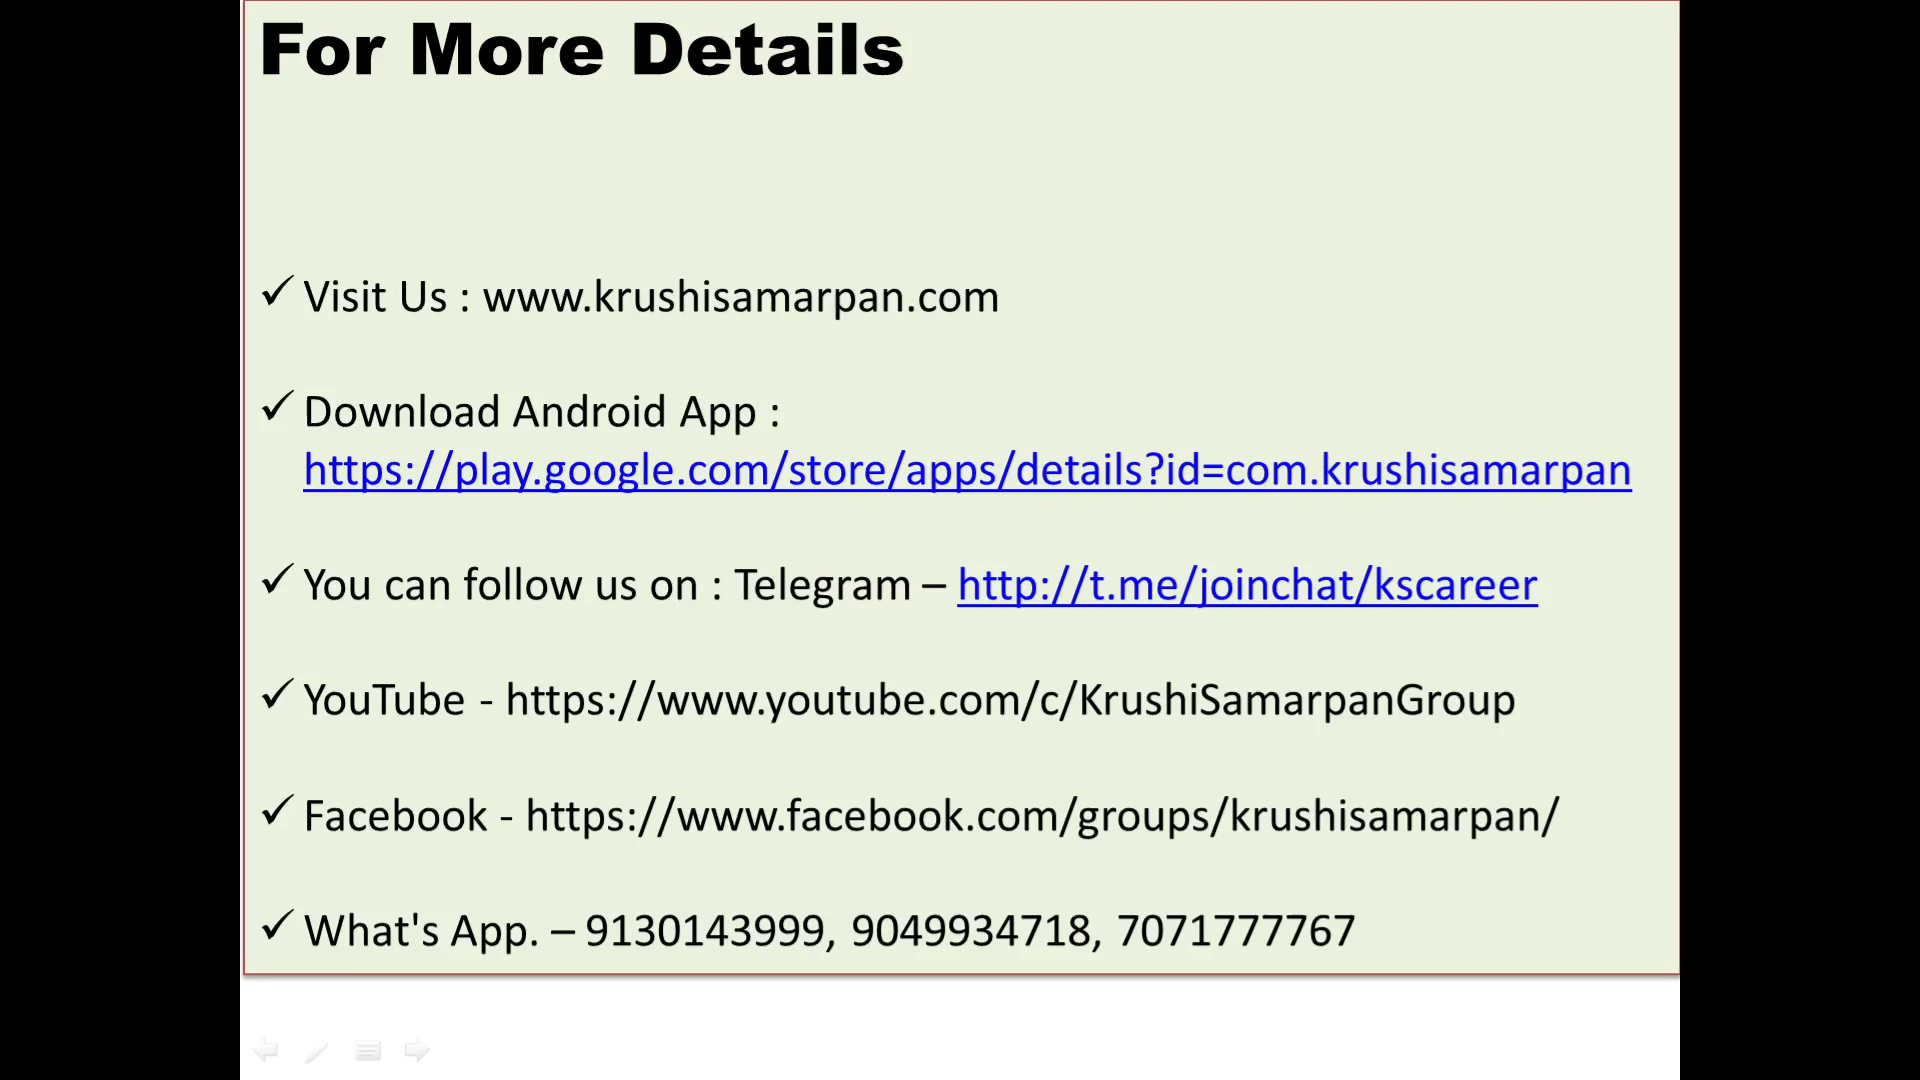 For More Details
✓ Visit Us : www.krushisamarpan.com
✓ Download Android App :
https://play.google.com/store/apps/details?id=com.krushisamarpan
✓ You can follow us on : Telegram – http://t.me/joinchat/kscareer
✓ YouTube - https://www.youtube.com/c/KrushiSamarpanGroup
✓ Facebook - https://www.facebook.com/groups/krushisamarpan/
✓ What's App. – 9130143999, 9049934718, 7071777767